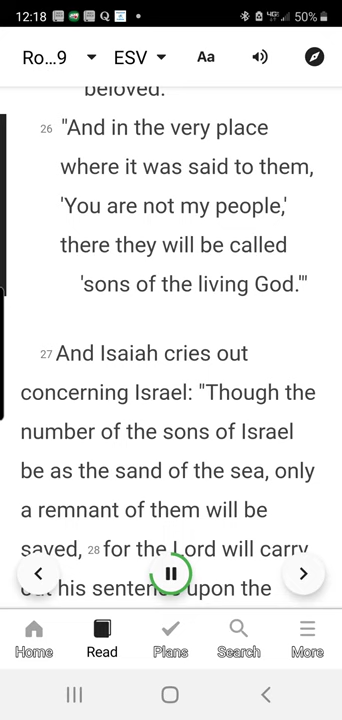 12:18 Q 4G 50%
Ro...9 ESV Aa
beloved.
26 "And in the very place
where it was said to them,
'You are not my people,'
there they will be called
'sons of the living God.'"
27 And Isaiah cries out
concerning Israel: "Though the
number of the sons of Israel
be as the sand of the sea, only
a remnant of them will be
saved, 28 for the Lord will carry
out his sentence upon the
Home Read Plans Search More